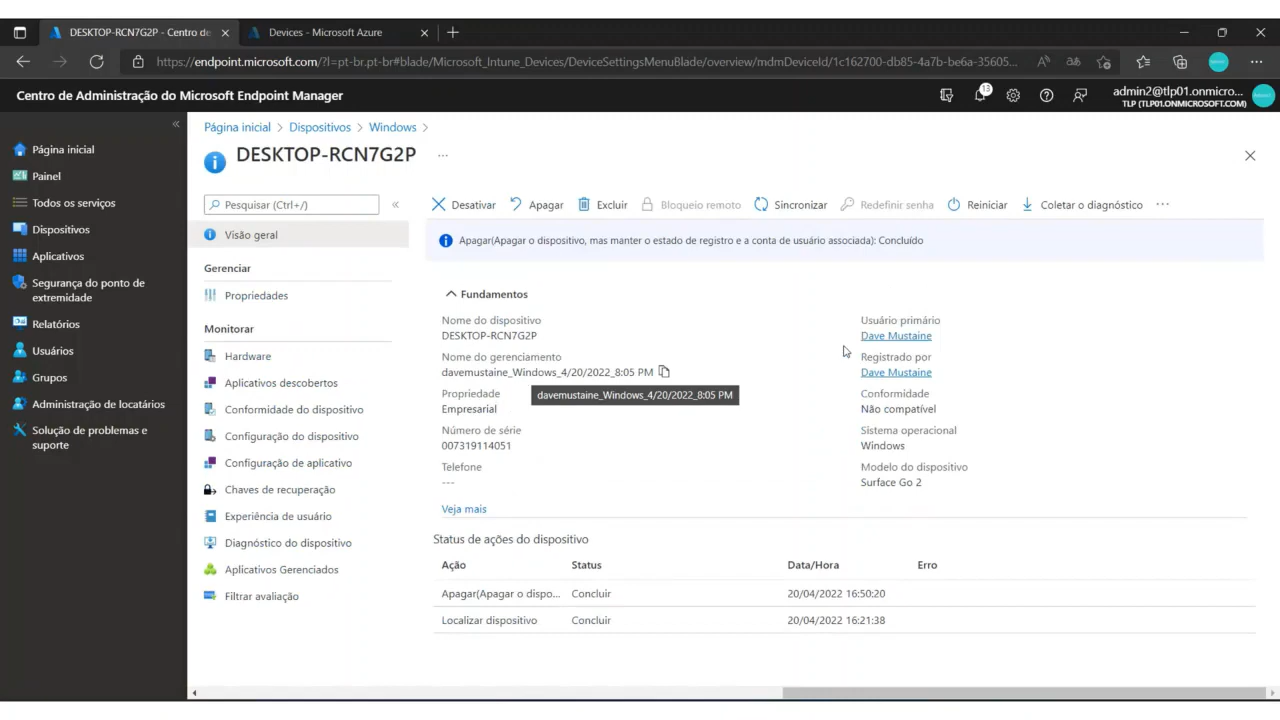 DESKTOP-RCN7G2P - Centro de
Devices - Microsoft Azure
https://endpoint.microsoft.com/?l=pt-br.pt-br#blade/Microsoft_Intune_Devices/DeviceSettingsMenuBlade/overview/mdmDeviceId/1c162700-db85-4a7b-be6a-35605...
Centro de Administração do Microsoft Endpoint Manager
13
admin2@tlp01.onmicro...
TLP (TLP01.ONMICROSOFT.COM)
Página inicial
Painel
Todos os serviços
Dispositivos
Aplicativos
Segurança do ponto de
extremidade
Relatórios
Usuários
Grupos
Administração de locatários
Solução de problemas e
suporte
Página inicial > Dispositivos > Windows >
DESKTOP-RCN7G2P ...
Pesquisar (Ctrl+/)
Visão geral
Gerenciar
Propriedades
Monitorar
Hardware
Aplicativos descobertos
Conformidade do dispositivo
Configuração do dispositivo
Configuração de aplicativo
Chaves de recuperação
Experiência de usuário
Diagnóstico do dispositivo
Aplicativos Gerenciados
Filtrar avaliação
Desativar Apagar Excluir Bloqueio remoto Sincronizar Redefinir senha Reiniciar Coletar o diagnóstico ...
Apagar(Apagar o dispositivo, mas manter o estado de registro e a conta de usuário associada): Concluído
Fundamentos
Nome do dispositivo
DESKTOP-RCN7G2P
Nome do gerenciamento
davemustaine_Windows_4/20/2022_8:05 PM
davemustaine_Windows_4/20/2022_8:05 PM
Propriedade
Empresarial
Número de série
007319114051
Telefone
---
Usuário primário
Dave Mustaine
Registrado por
Dave Mustaine
Conformidade
Não compatível
Sistema operacional
Windows
Modelo do dispositivo
Surface Go 2
Veja mais
Status de ações do dispositivo
Ação Status Data/Hora Erro
Apagar(Apagar o dispo... Concluir 20/04/2022 16:50:20
Localizar dispositivo Concluir 20/04/2022 16:21:38